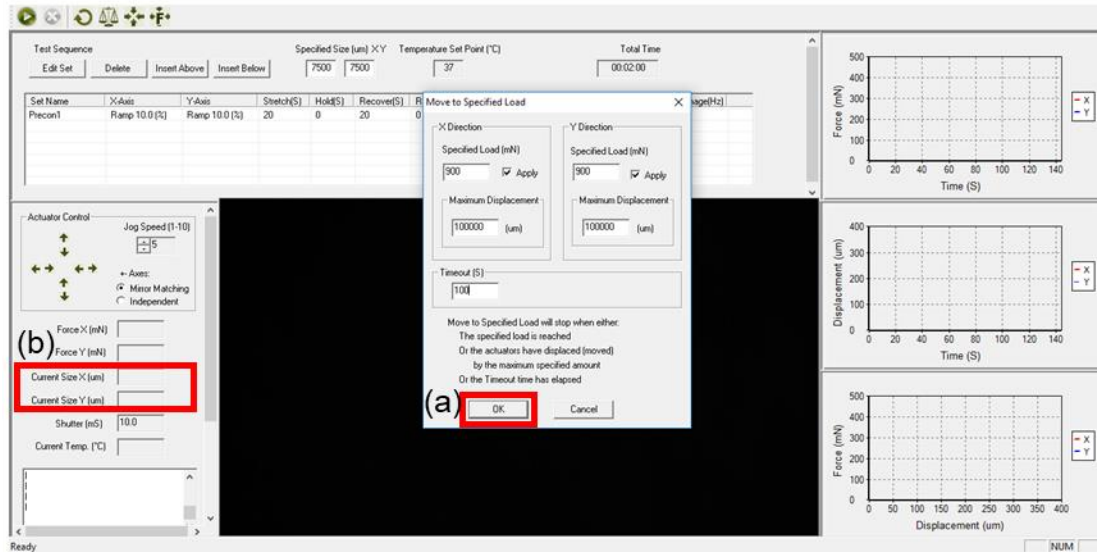 Test Sequence
Specified Size (um) X Y
Temperature Set Point (°C)
Total Time
Edit Set
Delete
Insert Above
Insert Below
7500
7500
37
00:02:00
Set Name X-Axis Y-Axis Stretch(S) Hold(S) Recover(S)
Precon1 Ramp 10.0 (%) Ramp 10.0 (%) 20 0 20 0
Move to Specified Load
X Direction
Specified Load (mN)
900
Apply
Maximum Displacement
100000 (um)
Y Direction
Specified Load (mN)
900
Apply
Maximum Displacement
100000 (um)
Timeout (S)
100
Move to Specified Load will stop when either:
The specified load is reached
Or the actuators have displaced (moved)
by the maximum specified amount
Or the Timeout time has elapsed
(a)
OK
Cancel
Actuator Control
Jog Speed (1-10)
5
+- Axes:
Mirror Matching
Independent
(b)
Force X (mN)
Force Y (mN)
Current Size X (um)
Current Size Y (um)
Shutter (mS) 10.0
Current Temp. (°C)
Force (mN)
500
400
300
200
100
0
0 20 40 60 80 100 120 140
Time (S)
X
Y
Displacement (um)
400
300
200
100
0
0 20 40 60 80 100 120 140
Time (S)
X
Y
Force (mN)
500
400
300
200
100
0
0 50 100 150 200 250 300 350 400
Displacement (um)
X
Y
Ready
NUM